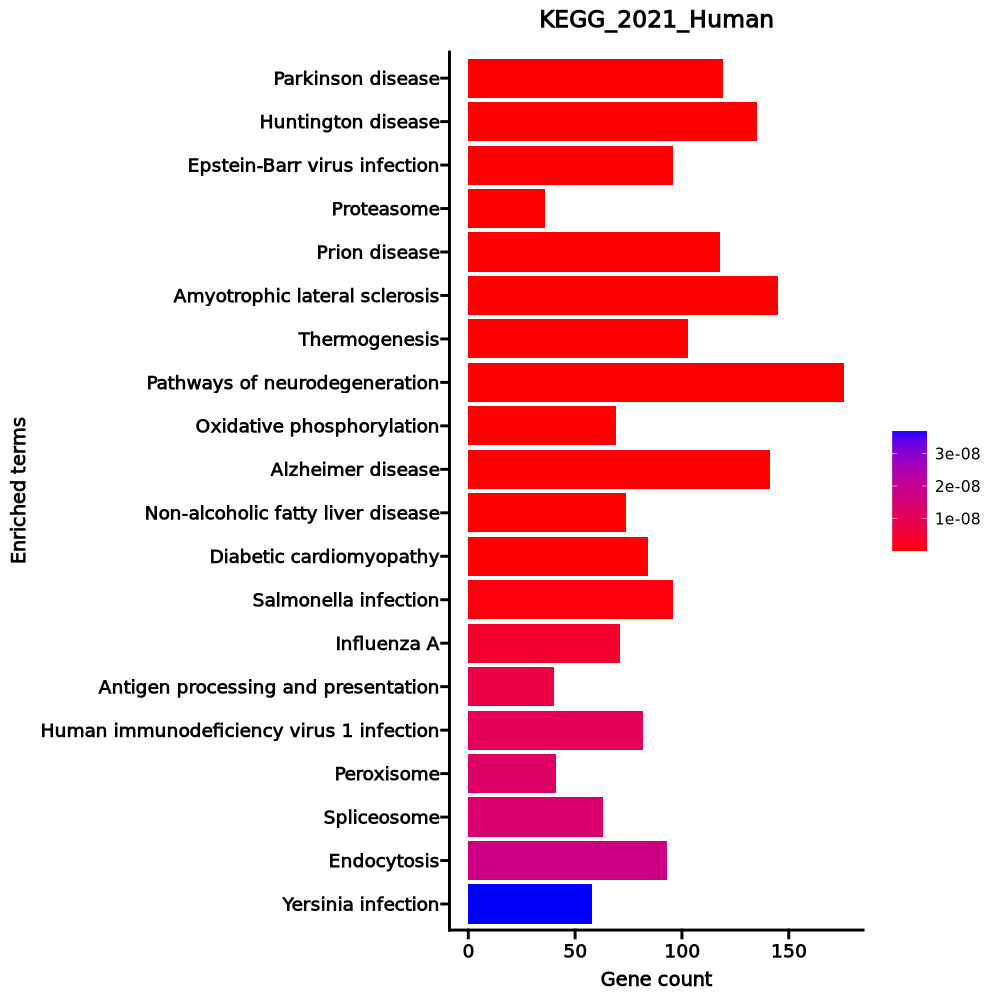 KEGG_2021_Human
Parkinson disease
Huntington disease
Epstein-Barr virus infection
Proteasome
Prion disease
Amyotrophic lateral sclerosis
Thermogenesis
Pathways of neurodegeneration
Oxidative phosphorylation
Alzheimer disease
Non-alcoholic fatty liver disease
Diabetic cardiomyopathy
Salmonella infection
Influenza A
Antigen processing and presentation
Human immunodeficiency virus 1 infection
Peroxisome
Spliceosome
Endocytosis
Yersinia infection
Enriched terms
0 50 100 150
Gene count
3e-08
2e-08
1e-08